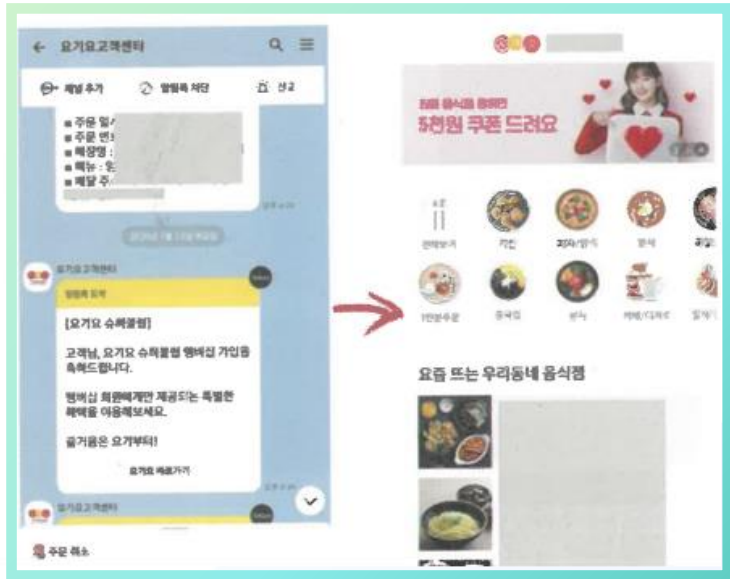 요기요고객센터
채널 추가
알림톡 차단
신고
■ 주문 일
■ 주문 번
■ 매장명 :
■ 메뉴 :
■ 배달 주
요기요고객센터
알림톡 도착
[요기요 슈퍼클럽]
고객님, 요기요 슈퍼클럽 멤버십 가입을
축하드립니다.
멤버십 회원에게만 제공되는 특별한
혜택을 이용해보세요.
즐거움은 요기부터!
요기요 바로가기
요기요고객센터
주문 취소
5천원 쿠폰 드려요
전체보기
치킨
피자/양식
분식
1인분주문
중국집
카페/디저트
요즘 뜨는 우리동네 음식점